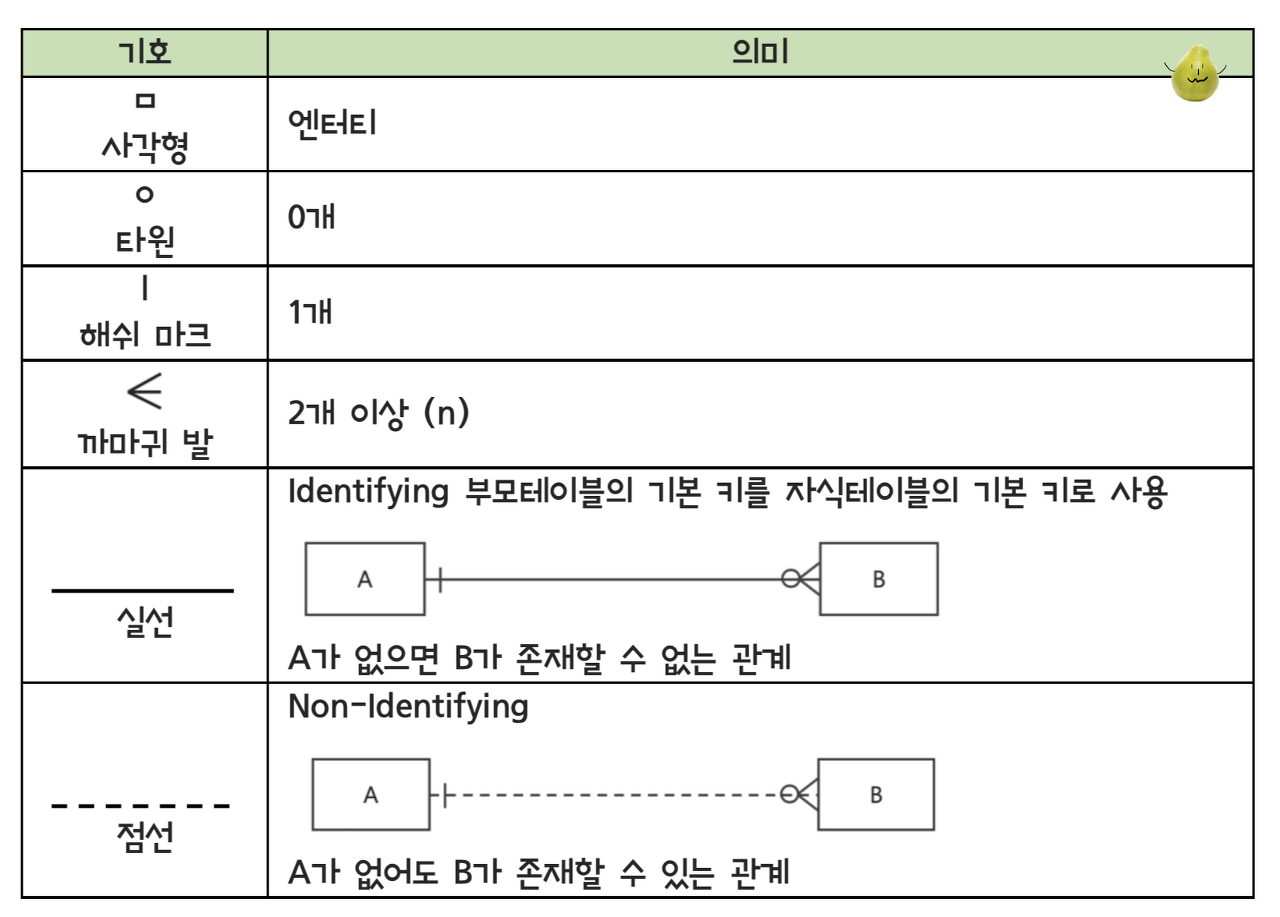 기호
의미
ㅁ
사각형
엔터티
ㅇ
타원
0개
ㅣ
해쉬 마크
1개
까마귀 발
2개 이상 (n)
실선
Identifying 부모테이블의 기본 키를 자식테이블의 기본 키로 사용
A
B
A가 없으면 B가 존재할 수 없는 관계
점선
Non-Identifying
A
B
A가 없어도 B가 존재할 수 있는 관계